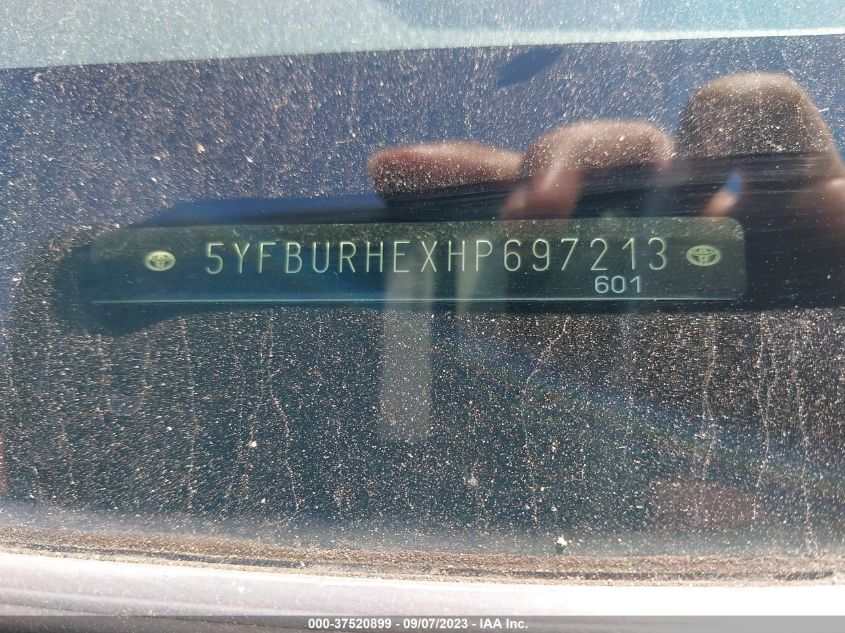 5YFBURHEXHP697213
601
000-37520899 • 09/07/2023 • IAA Inc.